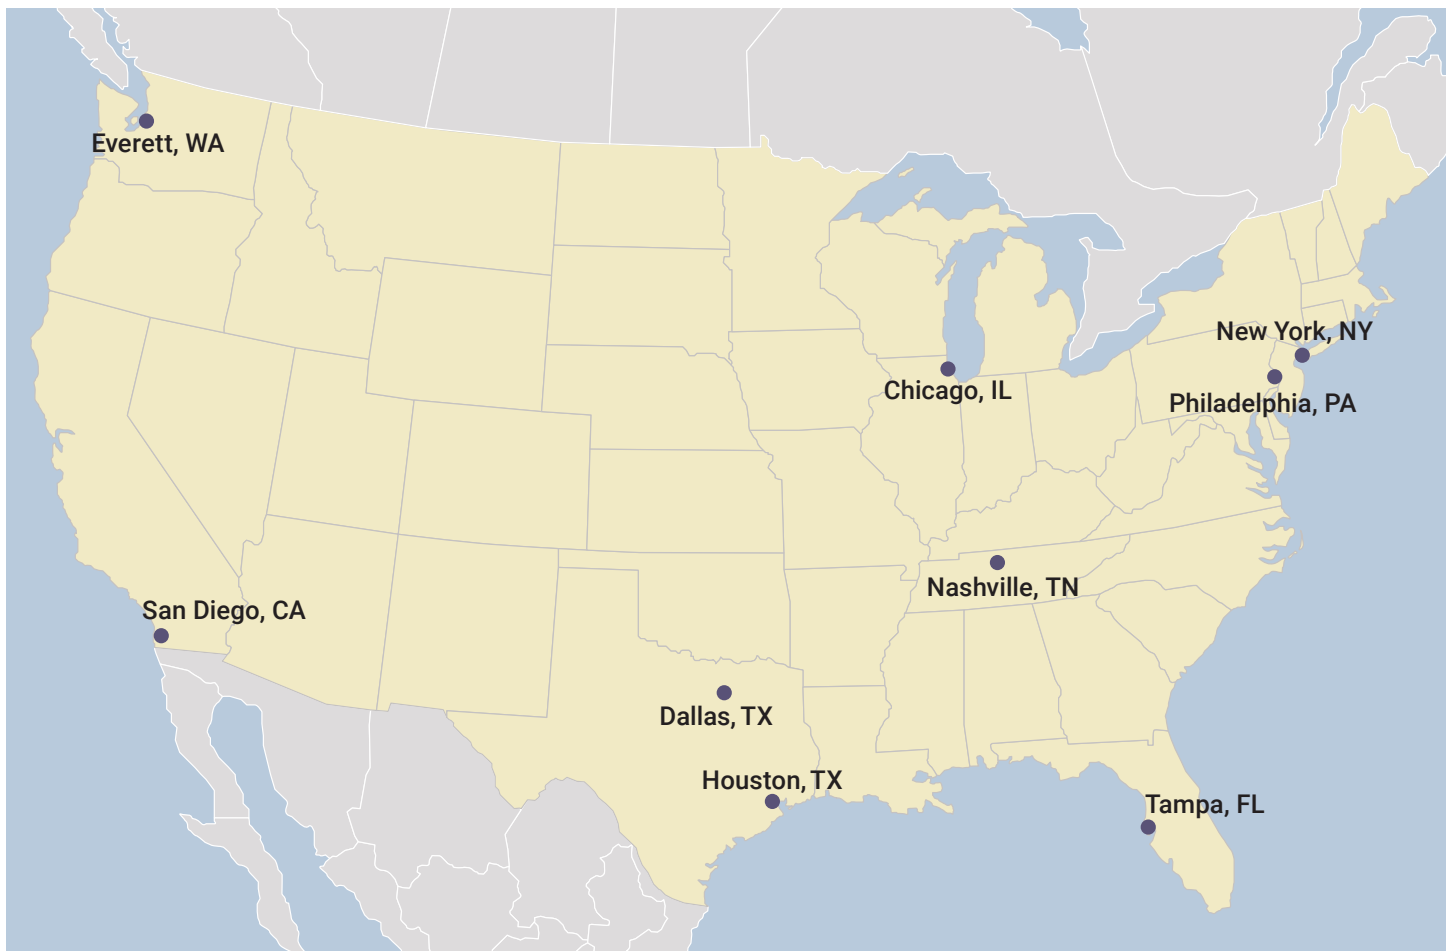 Everett, WA
New York, NY
Chicago, IL
Philadelphia, PA
Nashville, TN
San Diego, CA
Dallas, TX
Houston, TX
Tampa, FL